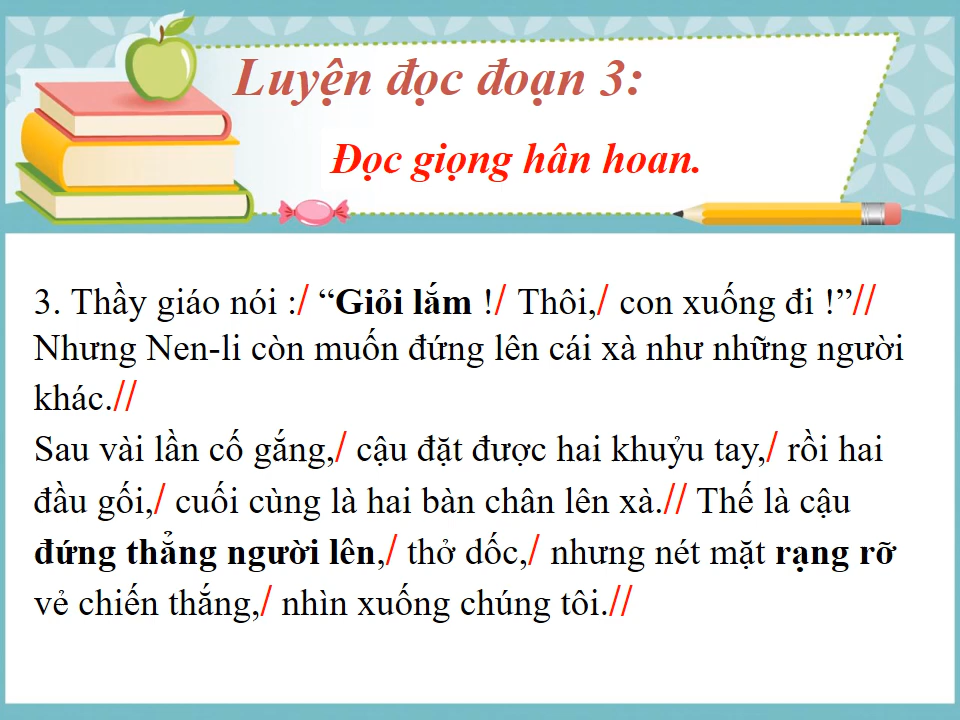 Luyện đọc đoạn 3:
Đọc giọng hân hoan.
3. Thầy giáo nói :/ “Giỏi lắm !/ Thôi,/ con xuống đi !”//
Nhưng Nen-li còn muốn đứng lên cái xà như những người
khác.//
Sau vài lần cố gắng,/ cậu đặt được hai khuỷu tay,/ rồi hai
đầu gối,/ cuối cùng là hai bàn chân lên xà.// Thế là cậu
đứng thẳng người lên,/ thở dốc,/ nhưng nét mặt rạng rỡ
vẻ chiến thắng,/ nhìn xuống chúng tôi.//